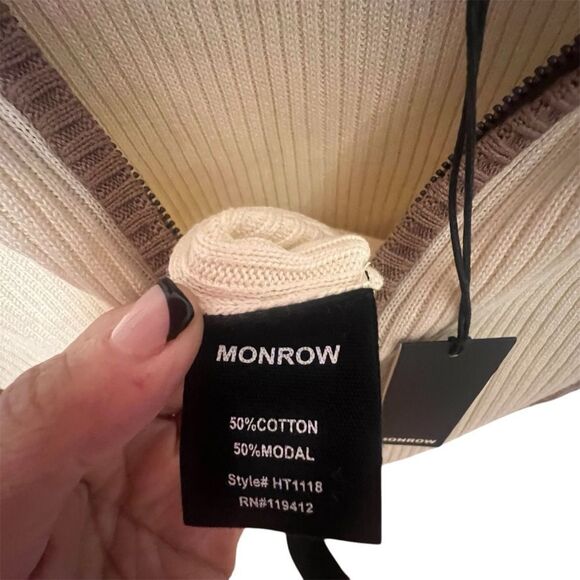 MONROW
50%COTTON
50%MODAL
Style# HT1118
RN#119412
MONROW